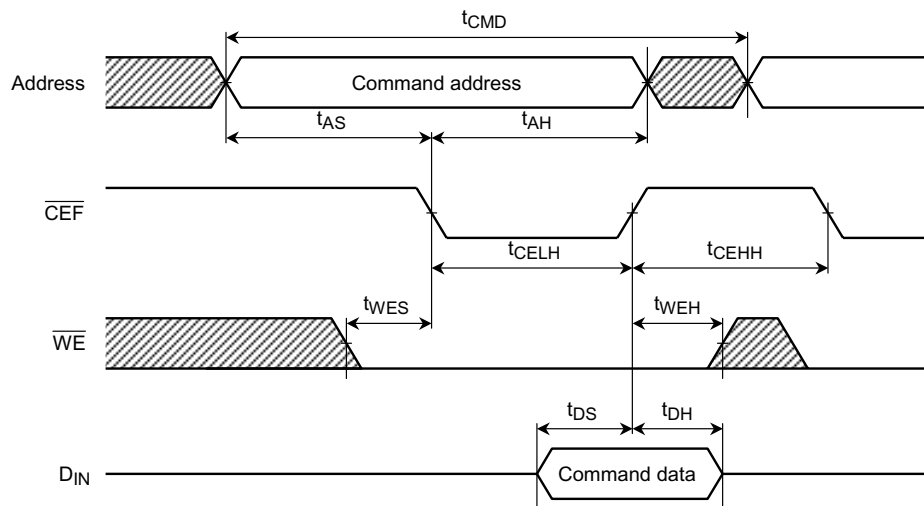 tCMD
Address
Command address
tAS
tAH
CEF
tCELH
tCEHH
tWES
tWEH
WE
tDS
tDH
DIN
Command data